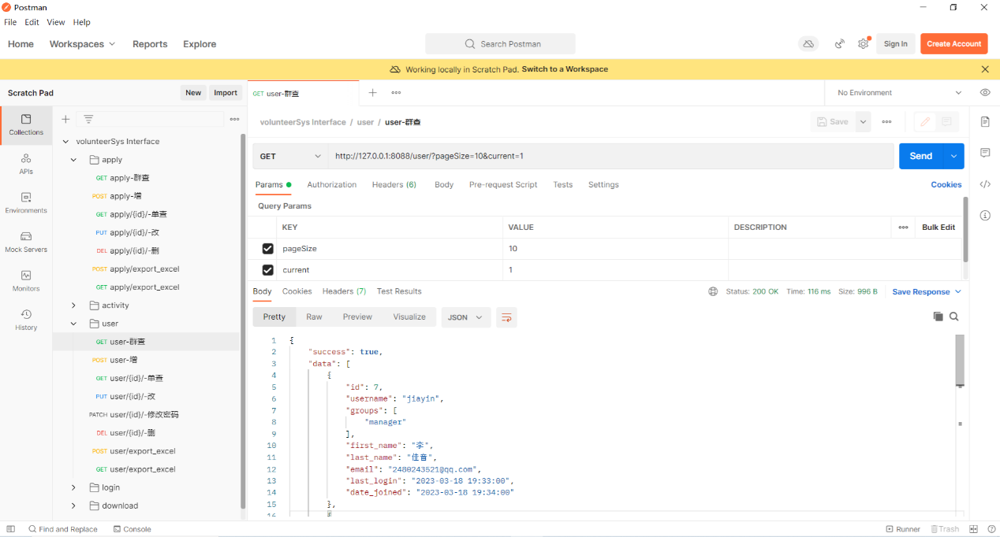 Postman
File Edit View Help
Home Workspaces Reports Explore Search Postman Sign In Create Account
Working locally in Scratch Pad. Switch to a Workspace
Scratch Pad New Import
GET user-群查
No Environment
Collections
APIs
Environments
Mock Servers
Monitors
History
volunteerSys Interface
apply
GET apply-群查
POST apply-增
GET apply/{id}/-单查
PUT apply/{id}/-改
DEL apply/{id}/-删
POST apply/export_excel
GET apply/export_excel
activity
user
GET user-群查
POST user-增
GET user/{id}/-单查
PUT user/{id}/-改
PATCH user/{id}/-修改密码
DEL user/{id}/-删
POST user/export_excel
GET user/export_excel
login
download
volunteerSys Interface / user / user-群查
Save
GET http://127.0.0.1:8088/user/?pageSize=10&current=1 Send
Params Authorization Headers (6) Body Pre-request Script Tests Settings Cookies
Query Params
KEY VALUE DESCRIPTION Bulk Edit
pageSize 10
current 1
Body Cookies Headers (7) Test Results Status: 200 OK Time: 116 ms Size: 996 B Save Response
Pretty Raw Preview Visualize JSON
1 {
2 "success": true,
3 "data": [
4 {
5 "id": 7,
6 "username": "jiayin",
7 "groups": [
8 "manager"
9 ],
10 "first_name": "李",
11 "last_name": "佳音",
12 "email": "2480243521@qq.com",
13 "last_login": "2023-03-18 19:33:00",
14 "date_joined": "2023-03-18 19:34:00"
15 },
16 {
Find and Replace Console Runner Trash